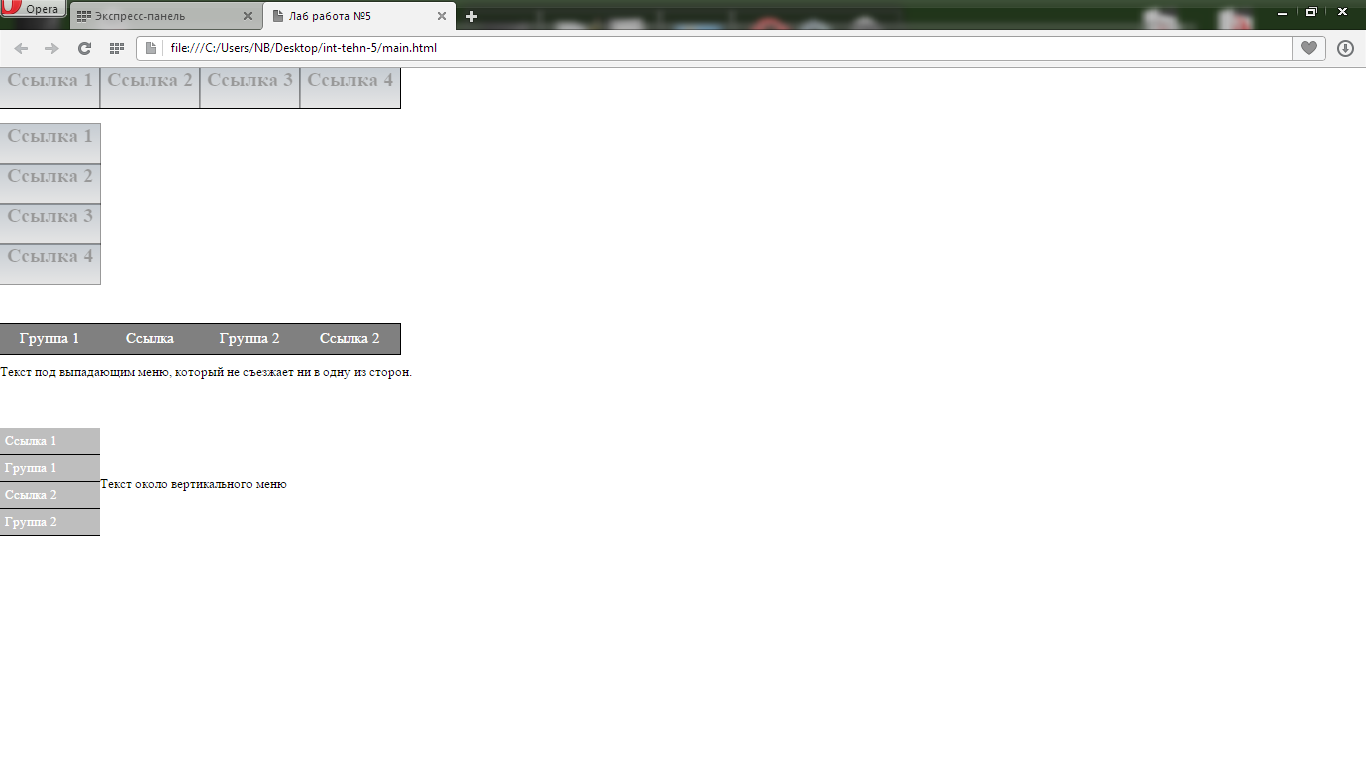 Opera Экспресс-панель Лаб работа №5
file:///C:/Users/NB/Desktop/int-tehn-5/main.html
Ссылка 1 Ссылка 2 Ссылка 3 Ссылка 4
Ссылка 1
Ссылка 2
Ссылка 3
Ссылка 4
Группа 1 Ссылка Группа 2 Ссылка 2
Текст под выпадающим меню, который не съезжает ни в одну из сторон.
Ссылка 1
Группа 1
Текст около вертикального меню
Ссылка 2
Группа 2